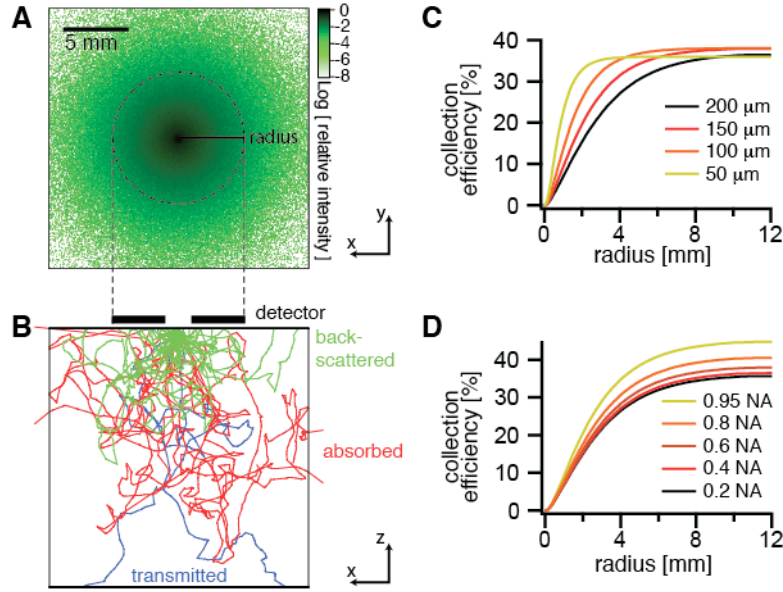 A
5 mm
0
-2
-4
-6
-8
Log [ relative intensity ]
radius
y
x
B
detector
back-
scattered
absorbed
transmitted
z
x
C
collection
efficiency [%]
40
30
20
10
0
200 µm
150 µm
100 µm
50 µm
0
4
8
12
radius [mm]
D
collection
efficiency [%]
40
30
20
10
0
0.95 NA
0.8 NA
0.6 NA
0.4 NA
0.2 NA
0
4
8
12
radius [mm]